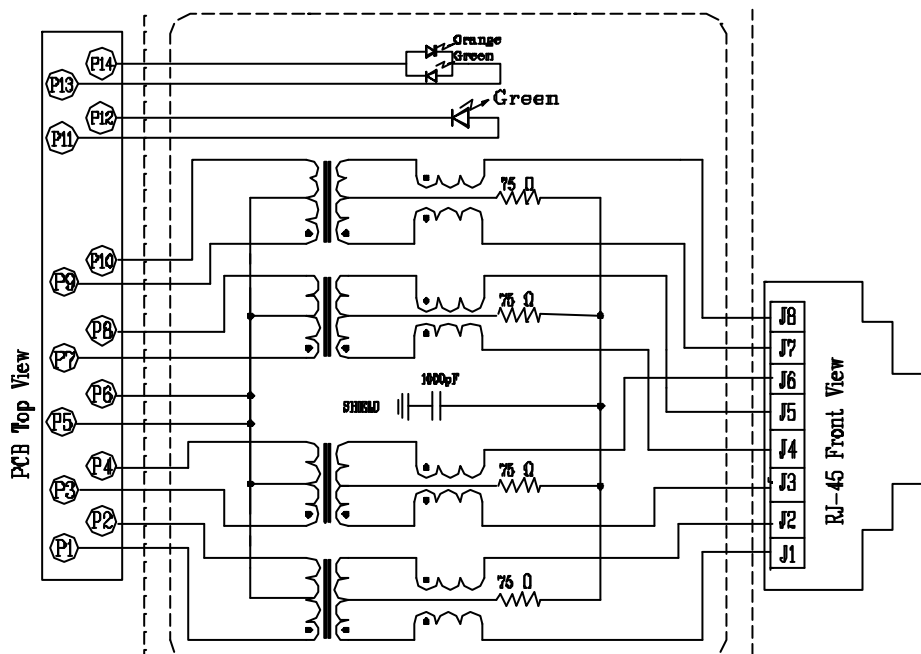 P14
Orange
Green
P13
P12
Green
P11
75 Ω
P10
P9
75 Ω
P8
J8
P7
J7
1000pF
J6
P6
SHIELD
J5
P5
J4
P4
75 Ω
P3
J3
P2
J2
P1
J1
75 Ω
PCB Top View
RJ-45 Front View